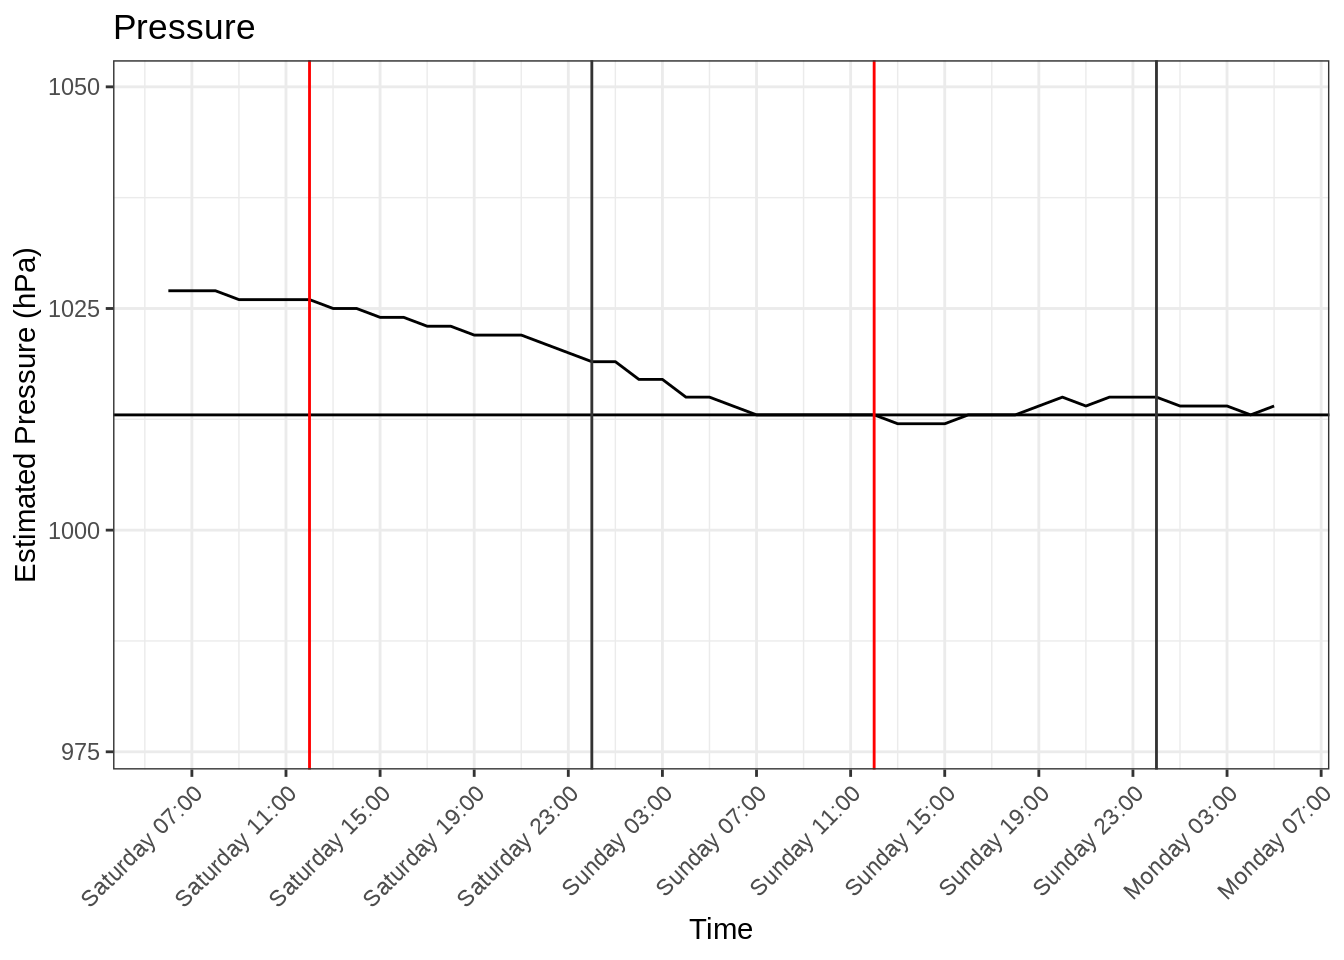 Pressure
Estimated Pressure (hPa)
1050
1025
1000
975
Saturday 07:00
Saturday 11:00
Saturday 15:00
Saturday 19:00
Saturday 23:00
Sunday 03:00
Sunday 07:00
Sunday 11:00
Sunday 15:00
Sunday 19:00
Sunday 23:00
Monday 03:00
Monday 07:00
Time